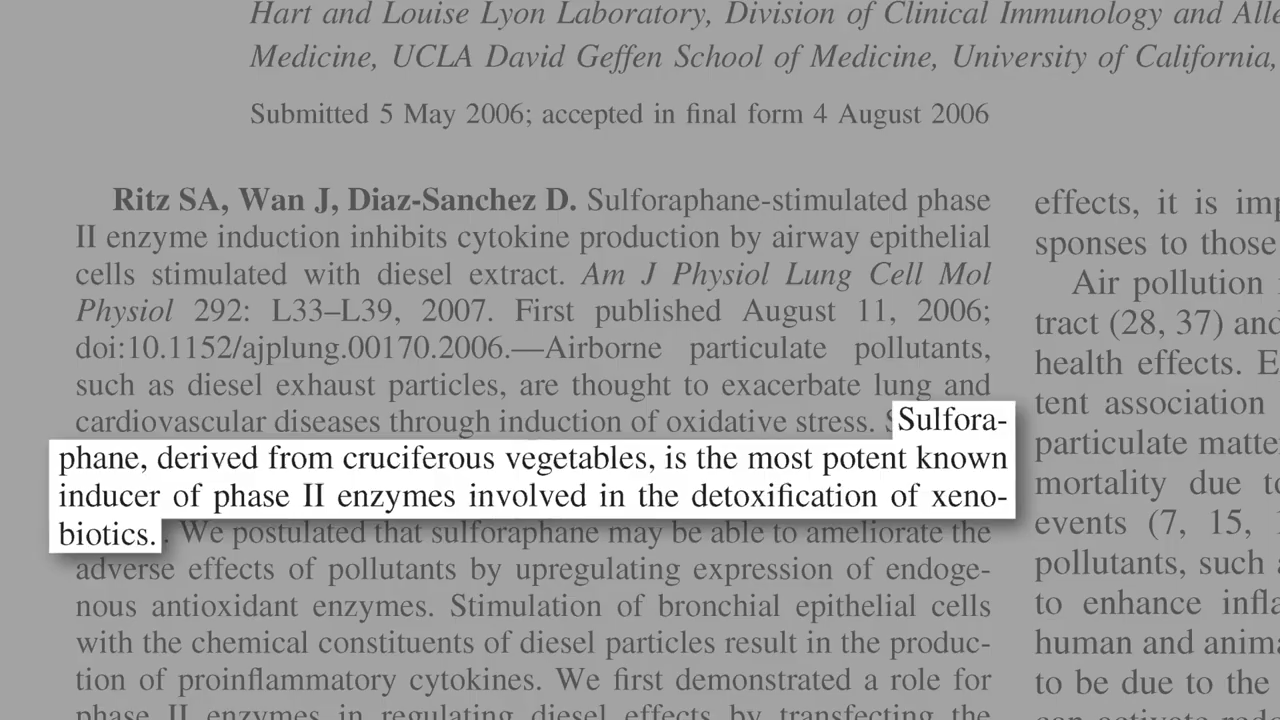 Hart and Louise Lyon Laboratory, Division of Clinical Immunology and
Medicine, UCLA David Geffen School of Medicine, University of California,
Submitted 5 May 2006; accepted in final form 4 August 2006
Ritz SA, Wan J, Diaz-Sanchez D. Sulforaphane-stimulated phase
II enzyme induction inhibits cytokine production by airway epithelial
cells stimulated with diesel extract. Am J Physiol Lung Cell Mol
Physiol 292: L33–L39, 2007. First published August 11, 2006;
doi:10.1152/ajplung.00170.2006.—Airborne particulate pollutants,
such as diesel exhaust particles, are thought to exacerbate lung and
cardiovascular diseases through induction of oxidative stress.
Sulfora-
phane, derived from cruciferous vegetables, is the most potent known
inducer of phase II enzymes involved in the detoxification of xeno-
biotics.
We postulated that sulforaphane may be able to ameliorate the
adverse effects of pollutants by upregulating expression of endoge-
nous antioxidant enzymes. Stimulation of bronchial epithelial cells
with the chemical constituents of diesel particles result in the produc-
tion of proinflammatory cytokines. We first demonstrated a role for
phase II enzymes in regulating diesel effects by transfecting the
effects, it is
sponses to those
Air pollution
tract (28, 37) and
health effects.
tent association
particulate
mortality due
events (7, 15,
pollutants, such
to enhance
human and
to be due to the